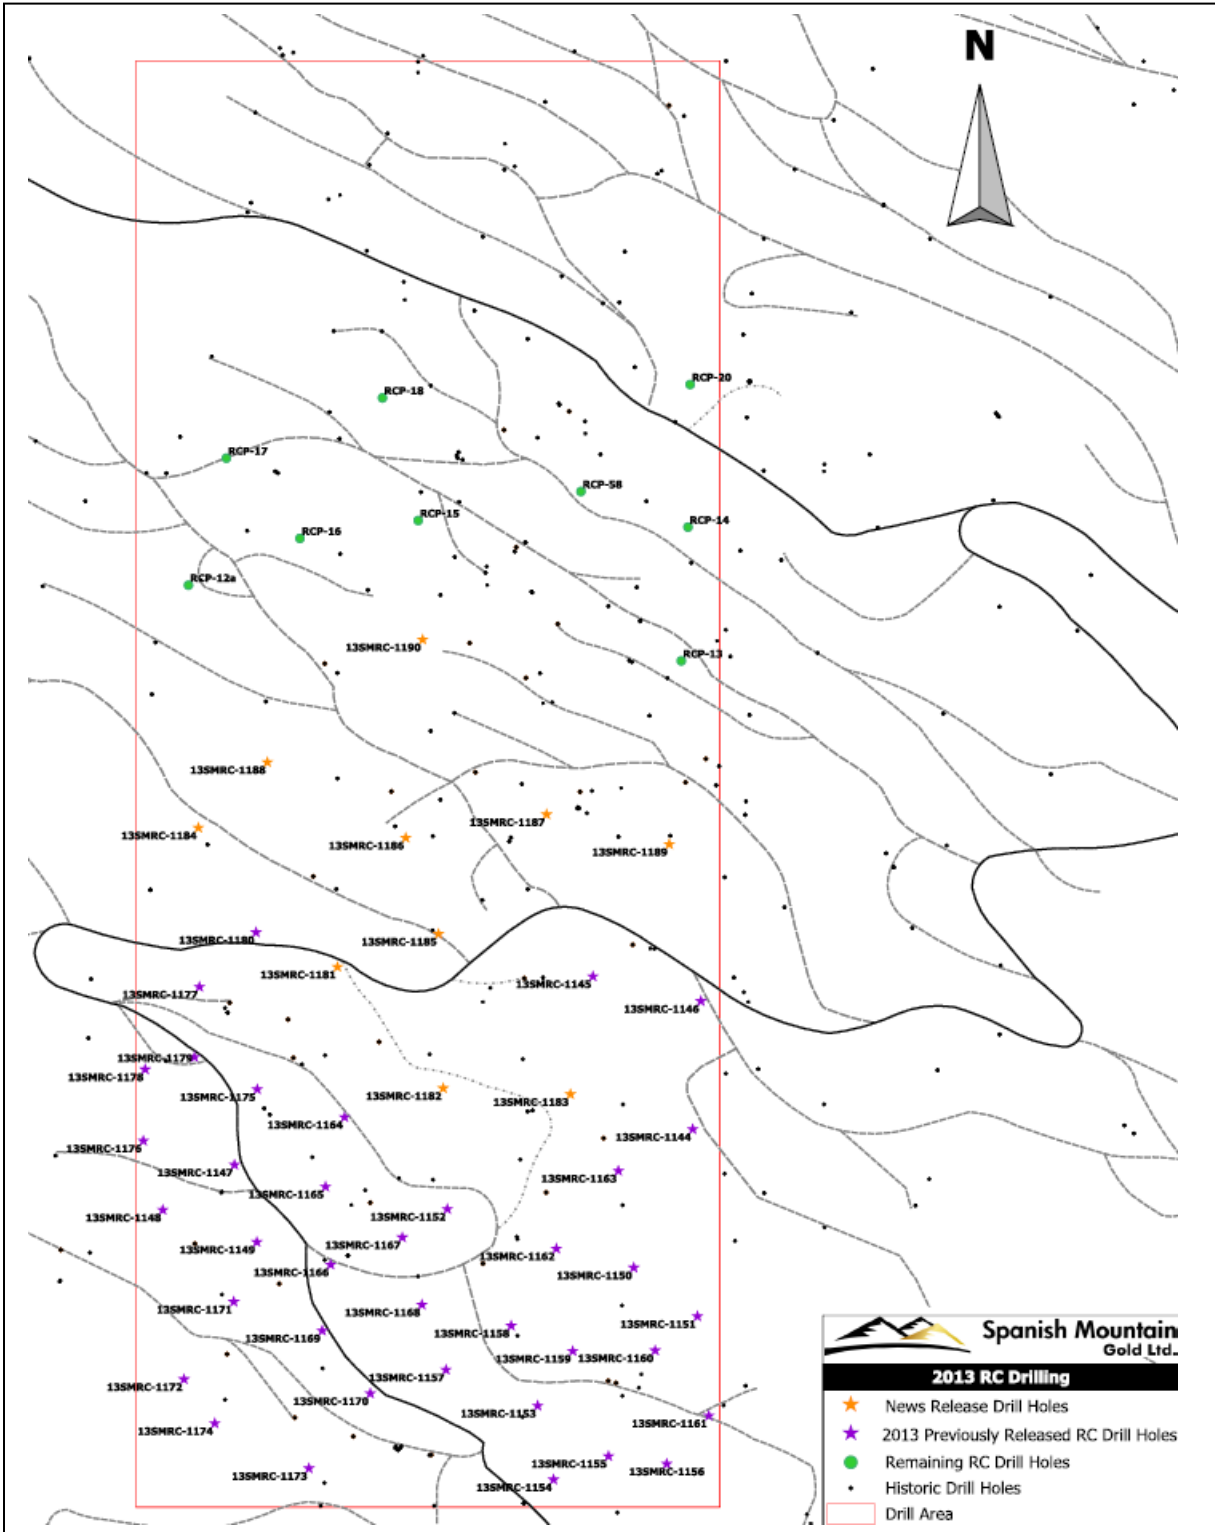 N
RCP-20
RCP-18
RCP-17
RCP-58
RCP-15
RCP-14
RCP-16
RCP-12a
13SMRC-1190
RCP-13
13SMRC-1188
13SMRC-1187
13SMRC-1184
13SMRC-1186
13SMRC-1189
13SMRC-1180
13SMRC-1185
13SMRC-1181
13SMRC-1145
13SMRC-1177
13SMRC-1146
13SMRC-1179
13SMRC-1178
13SMRC-1175
13SMRC-1182
13SMRC-1183
13SMRC-1164
13SMRC-1144
13SMRC-1176
13SMRC-1147
13SMRC-1163
13SMRC-1165
13SMRC-1148
13SMRC-1152
13SMRC-1167
13SMRC-1149
13SMRC-1162
13SMRC-1166
13SMRC-1150
13SMRC-1171
13SMRC-1168
13SMRC-1151
13SMRC-1169
13SMRC-1158
13SMRC-1159
13SMRC-1160
13SMRC-1157
13SMRC-1172
13SMRC-1170
13SMRC-1153
13SMRC-1161
13SMRC-1174
13SMRC-1155
13SMRC-1156
13SMRC-1173
13SMRC-1154
Spanish Mountain
Gold Ltd.
2013 RC Drilling
News Release Drill Holes
2013 Previously Released RC Drill Holes
Remaining RC Drill Holes
Historic Drill Holes
Drill Area